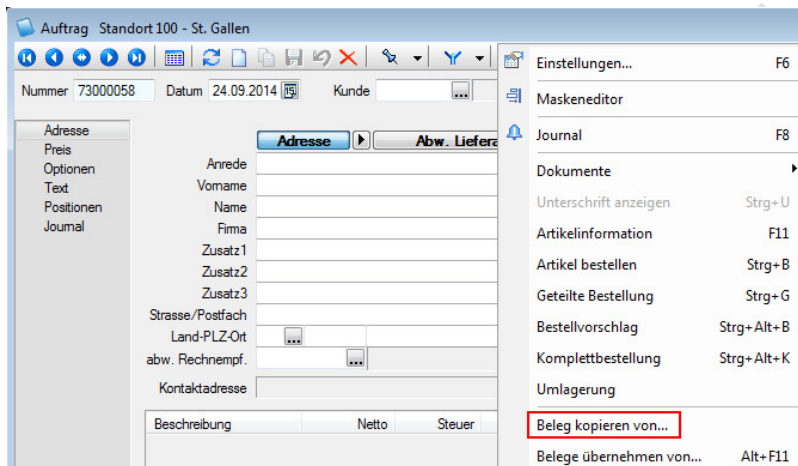 Auftrag Standort 100 - St. Gallen
Nummer 73000058 Datum 24.09.2014 15 Kunde ...
Adresse
Preis
Optionen
Text
Positionen
Journal
Adresse Abw. Liefera
Anrede
Vorname
Name
Firma
Zusatz1
Zusatz2
Zusatz3
Strasse/Postfach
Land-PLZ-Ort ...
abw. Rechnempf. ...
Kontaktadresse
Beschreibung Netto Steuer
Einstellungen... F6
Maskeneditor
Journal F8
Dokumente
Unterschrift anzeigen Strg+U
Artikelinformation F11
Artikel bestellen Strg+B
Geteilte Bestellung Strg+G
Bestellvorschlag Strg+Alt+B
Komplettbestellung Strg+Alt+K
Umlagerung
Beleg kopieren von...
Belege übernehmen von... Alt+F11